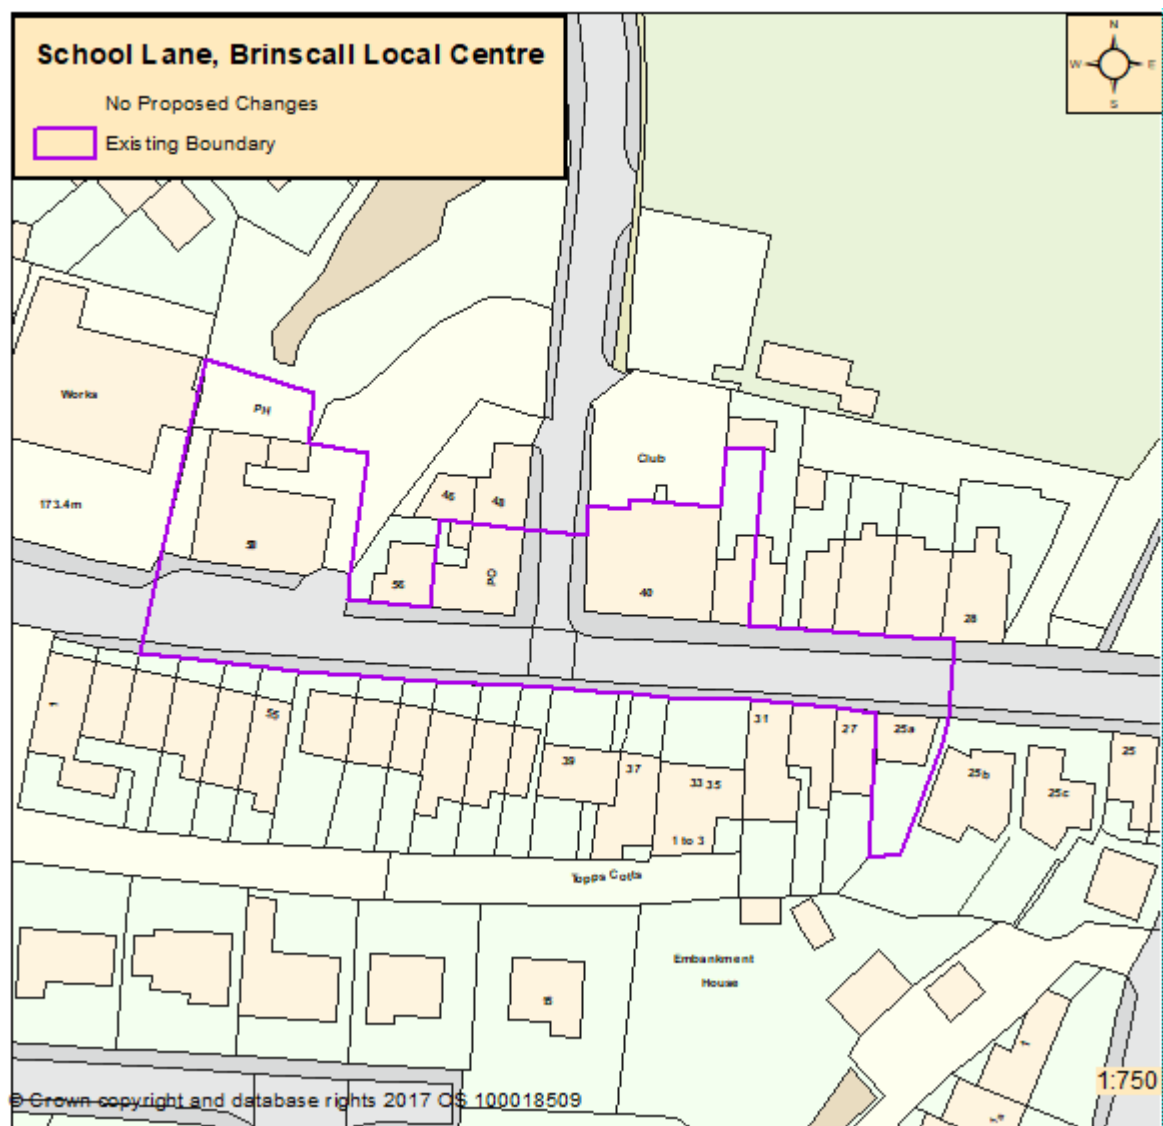 School Lane, Brinscall Local Centre
No Proposed Changes
Existing Boundary
N
W E
S
Works
PH
Club
46
48
173.4m
59
56
PO
40
28
1
55
31
27
25a
39
37
33 35
25b
25c
25
1 to 3
Topps Cotts
Embankment
House
15
1
1:750
© Crown copyright and database rights 2017 OS 100018509